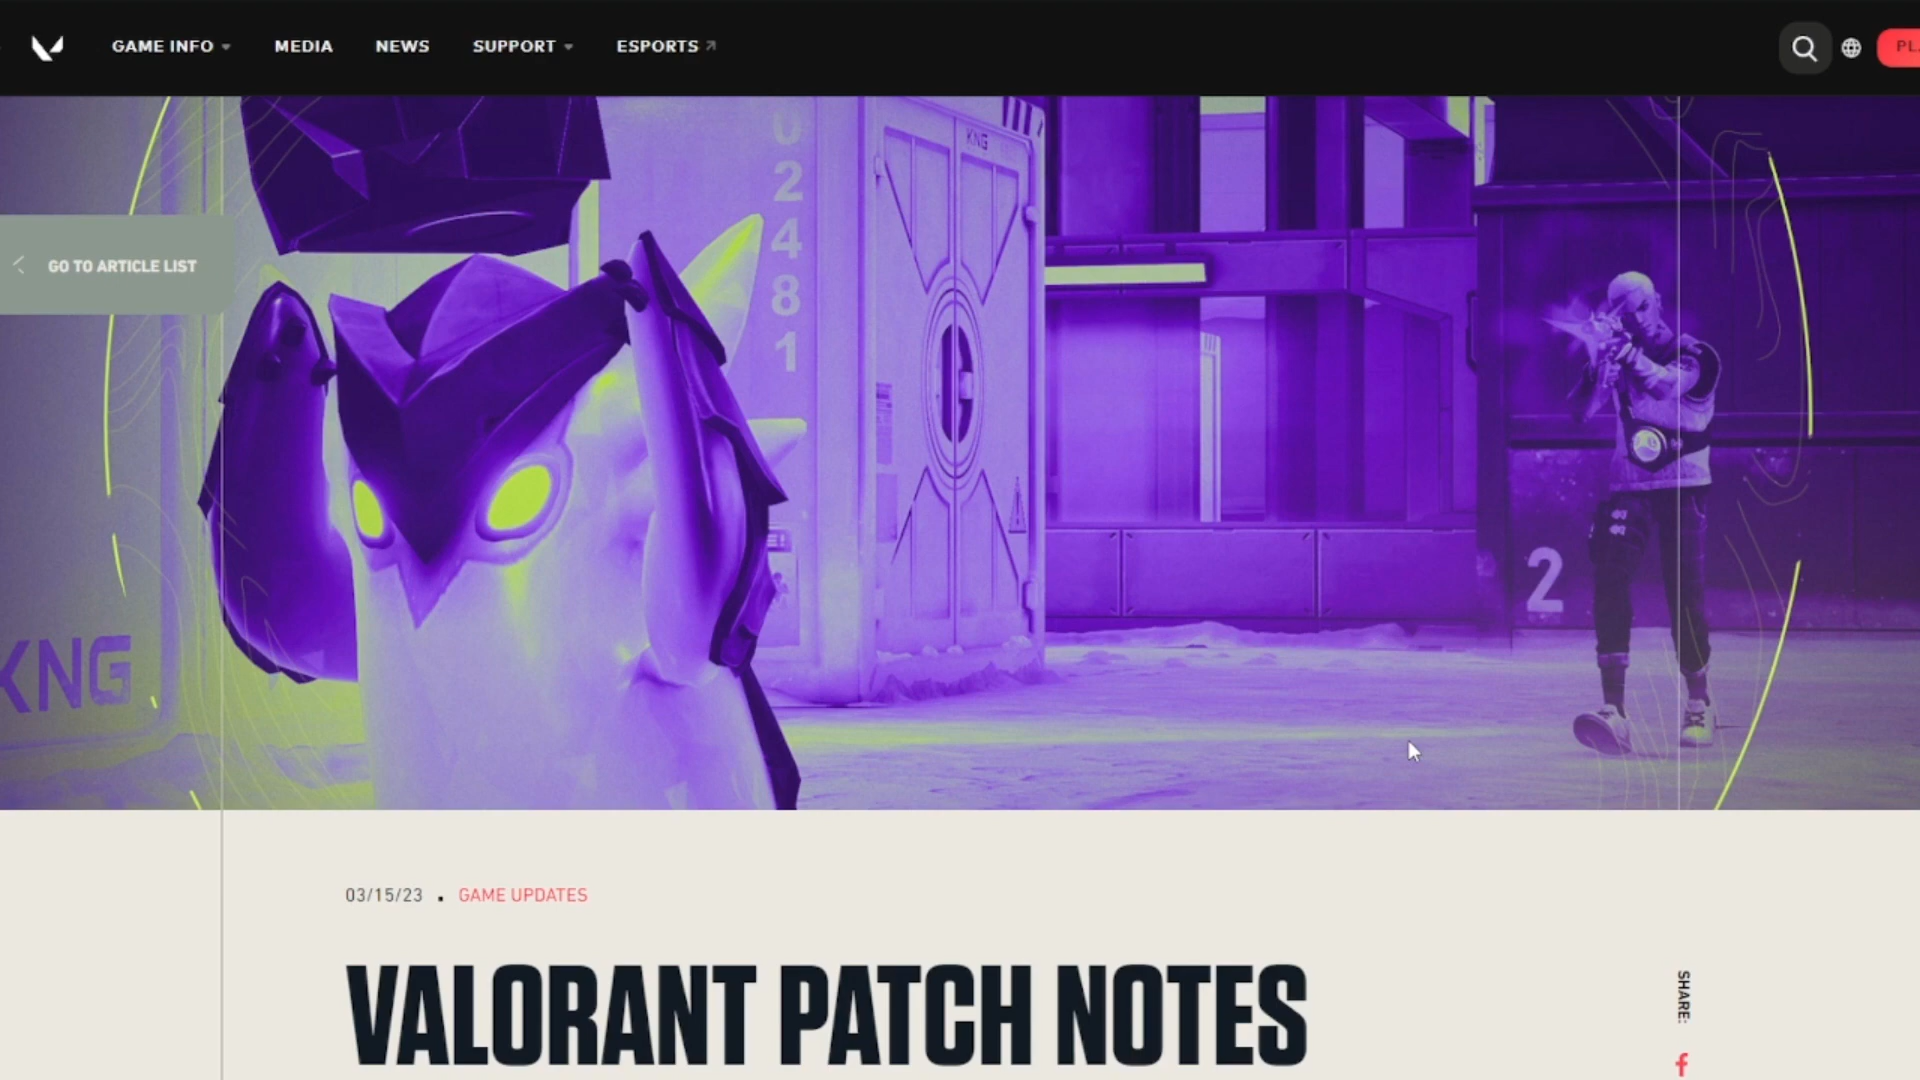 GAME INFO
MEDIA
NEWS
SUPPORT
ESPORTS
GO TO ARTICLE LIST
KNG
2
4
8
1
KNG
2
03/15/23 . GAME UPDATES
VALORANT PATCH NOTES
SHARE: